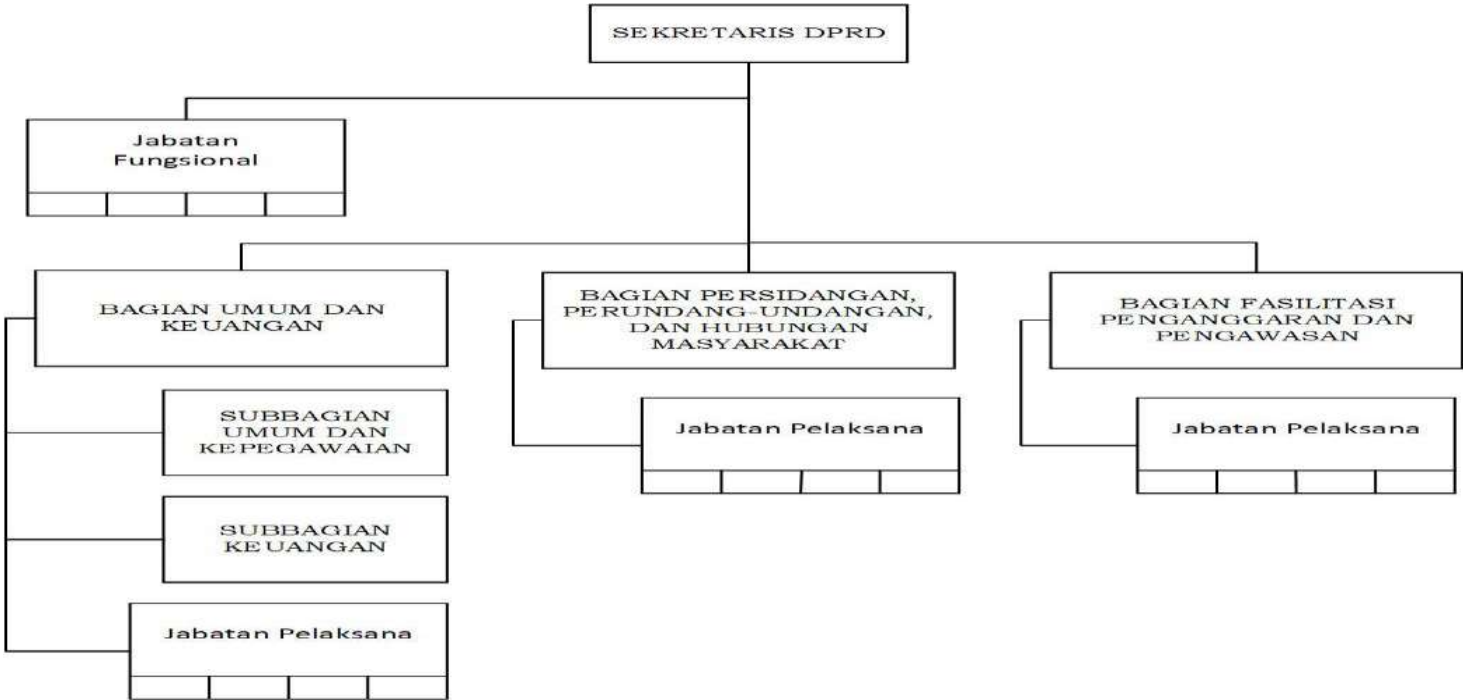 SEKRETARIS DPRD
Jabatan
Fungsional
BAGIAN UMUM DAN
KEUANGAN
BAGIAN PERSIDANGAN,
PERUNDANG-UNDANGAN,
DAN HUBUNGAN
MASYARAKAT
BAGIAN FASILITASI
PENGANGGARAN DAN
PENGAWASAN
SUBBAGIAN
UMUM DAN
KEPEGAWAIAN
Jabatan Pelaksana
Jabatan Pelaksana
SUBBAGIAN
KEUANGAN
Jabatan Pelaksana